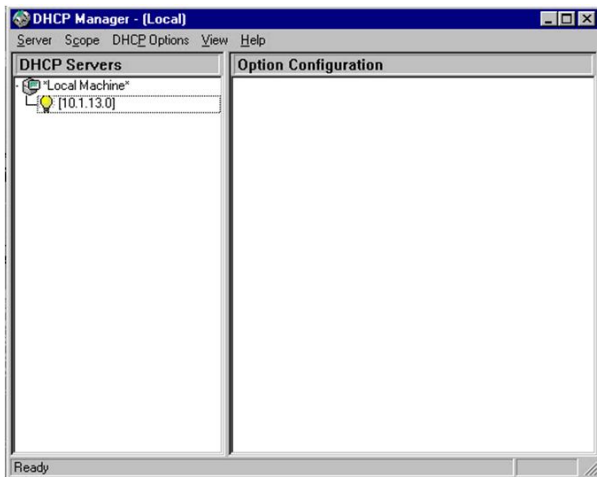 DHCP Manager - (Local)
Server Scope DHCP Options View Help
DHCP Servers
Option Configuration
*Local Machine*
[10.1.13.0]
Ready